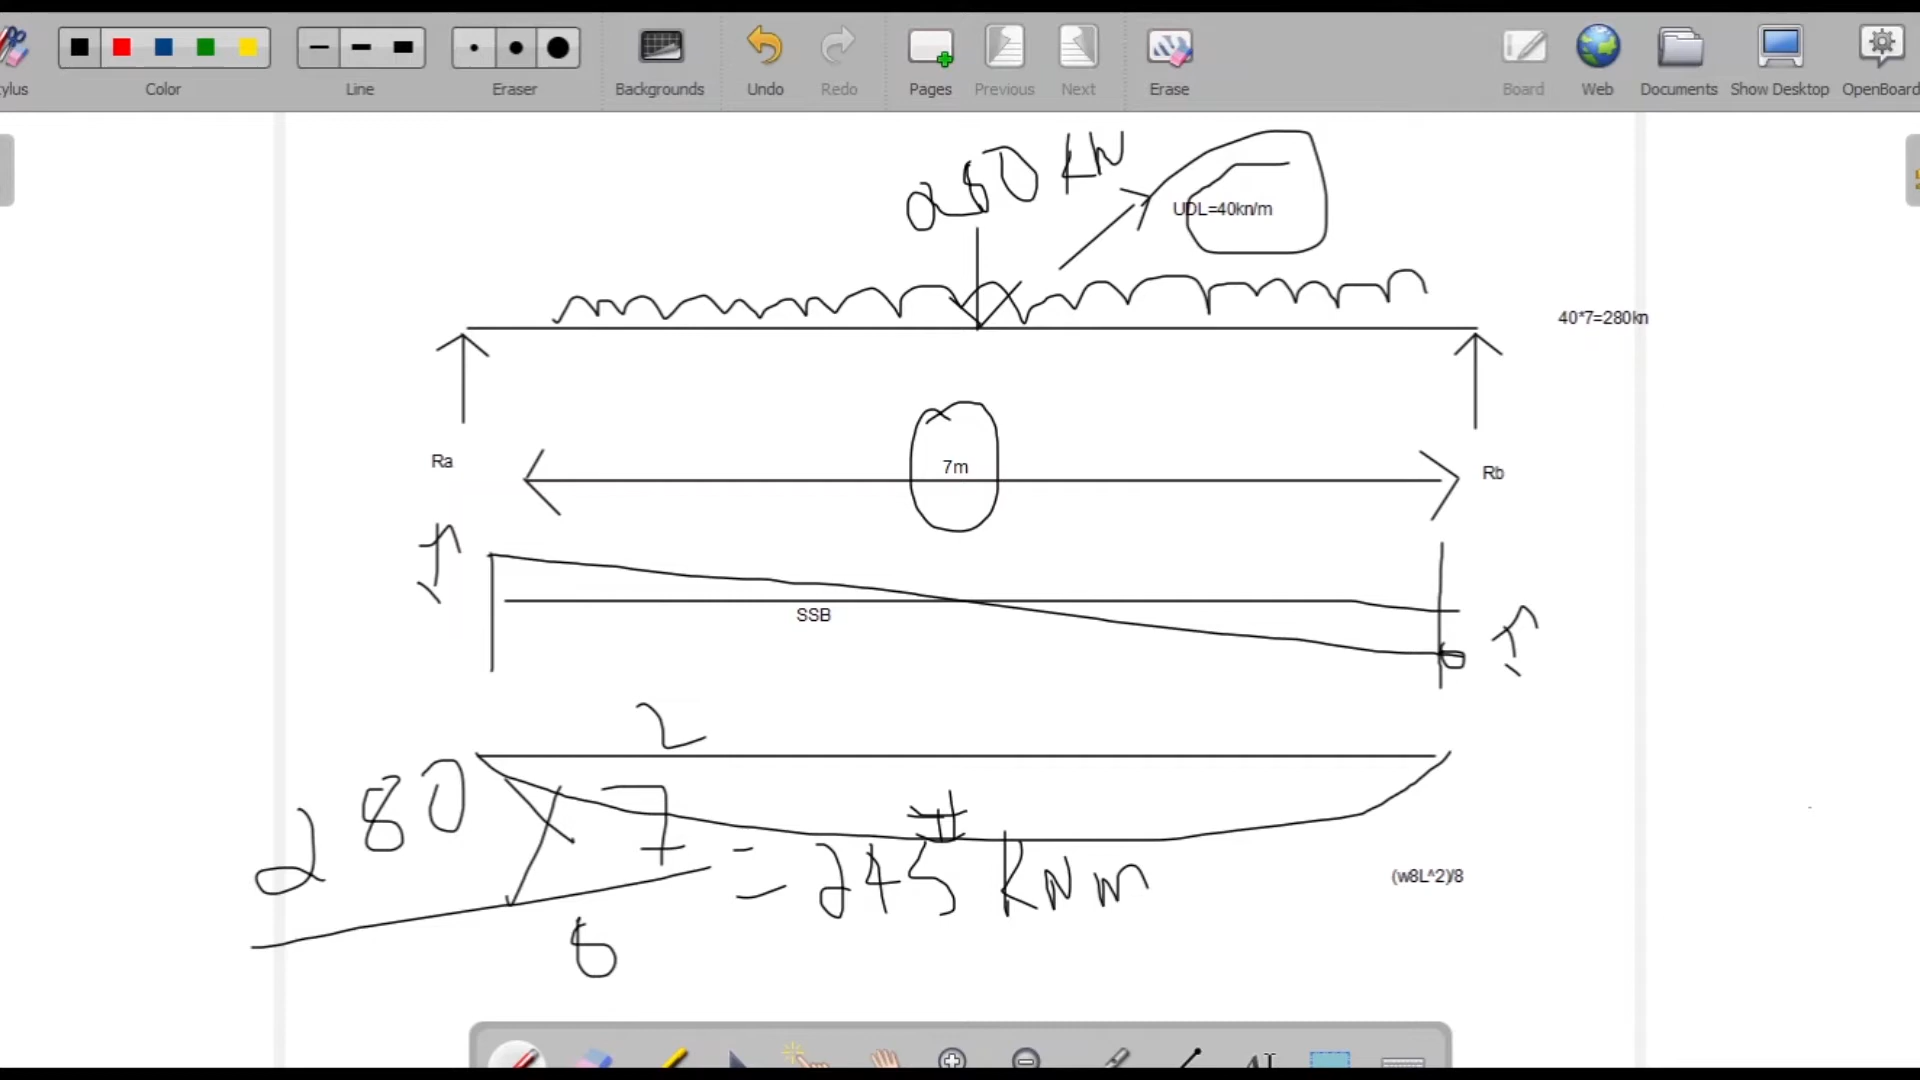 Color Line Eraser Backgrounds Undo Redo Pages Previous Next Erase Board Web Documents Show Desktop OpenBoard
280 KN
UDL=40kn/m
40*7=280kn
Ra
7m
Rb
SSB
2
280 X 7 = 245 KNm
8
(w8L^2)/8